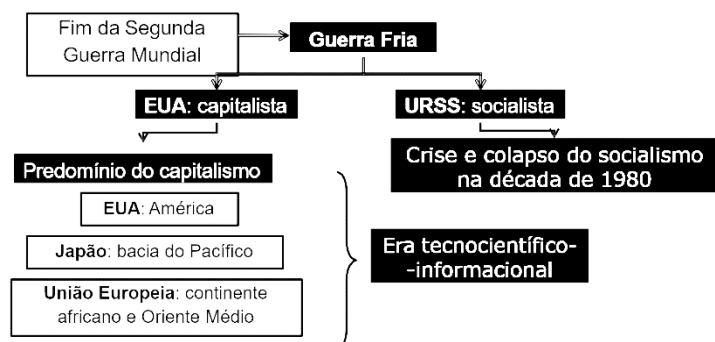 Fim da Segunda
Guerra Mundial
Guerra Fria
EUA: capitalista
URSS: socialista
Predomínio do capitalismo
Crise e colapso do socialismo
na década de 1980
EUA: América
Japão: bacia do Pacífico
União Europeia: continente
africano e Oriente Médio
Era tecnocientífico-
-informacional